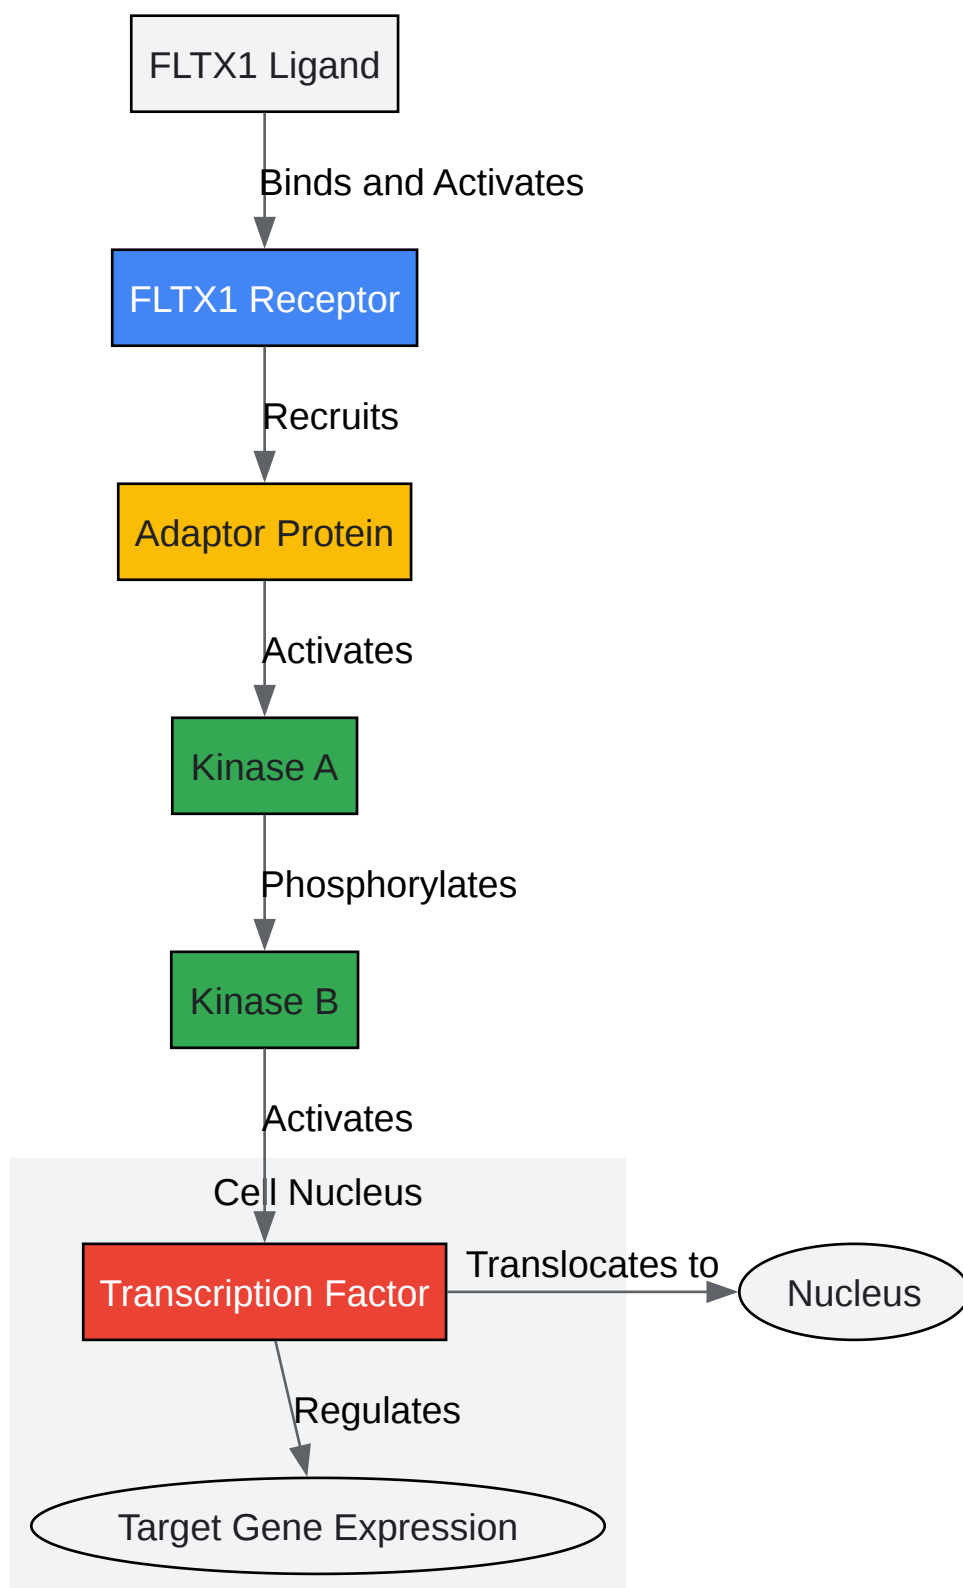 FLTX1 Ligand
Binds and Activates
FLTX1 Receptor
Recruits
Adaptor Protein
Activates
Kinase A
Phosphorylates
Kinase B
Activates
Cell Nucleus
Transcription Factor
Translocates to
Nucleus
Regulates
Target Gene Expression